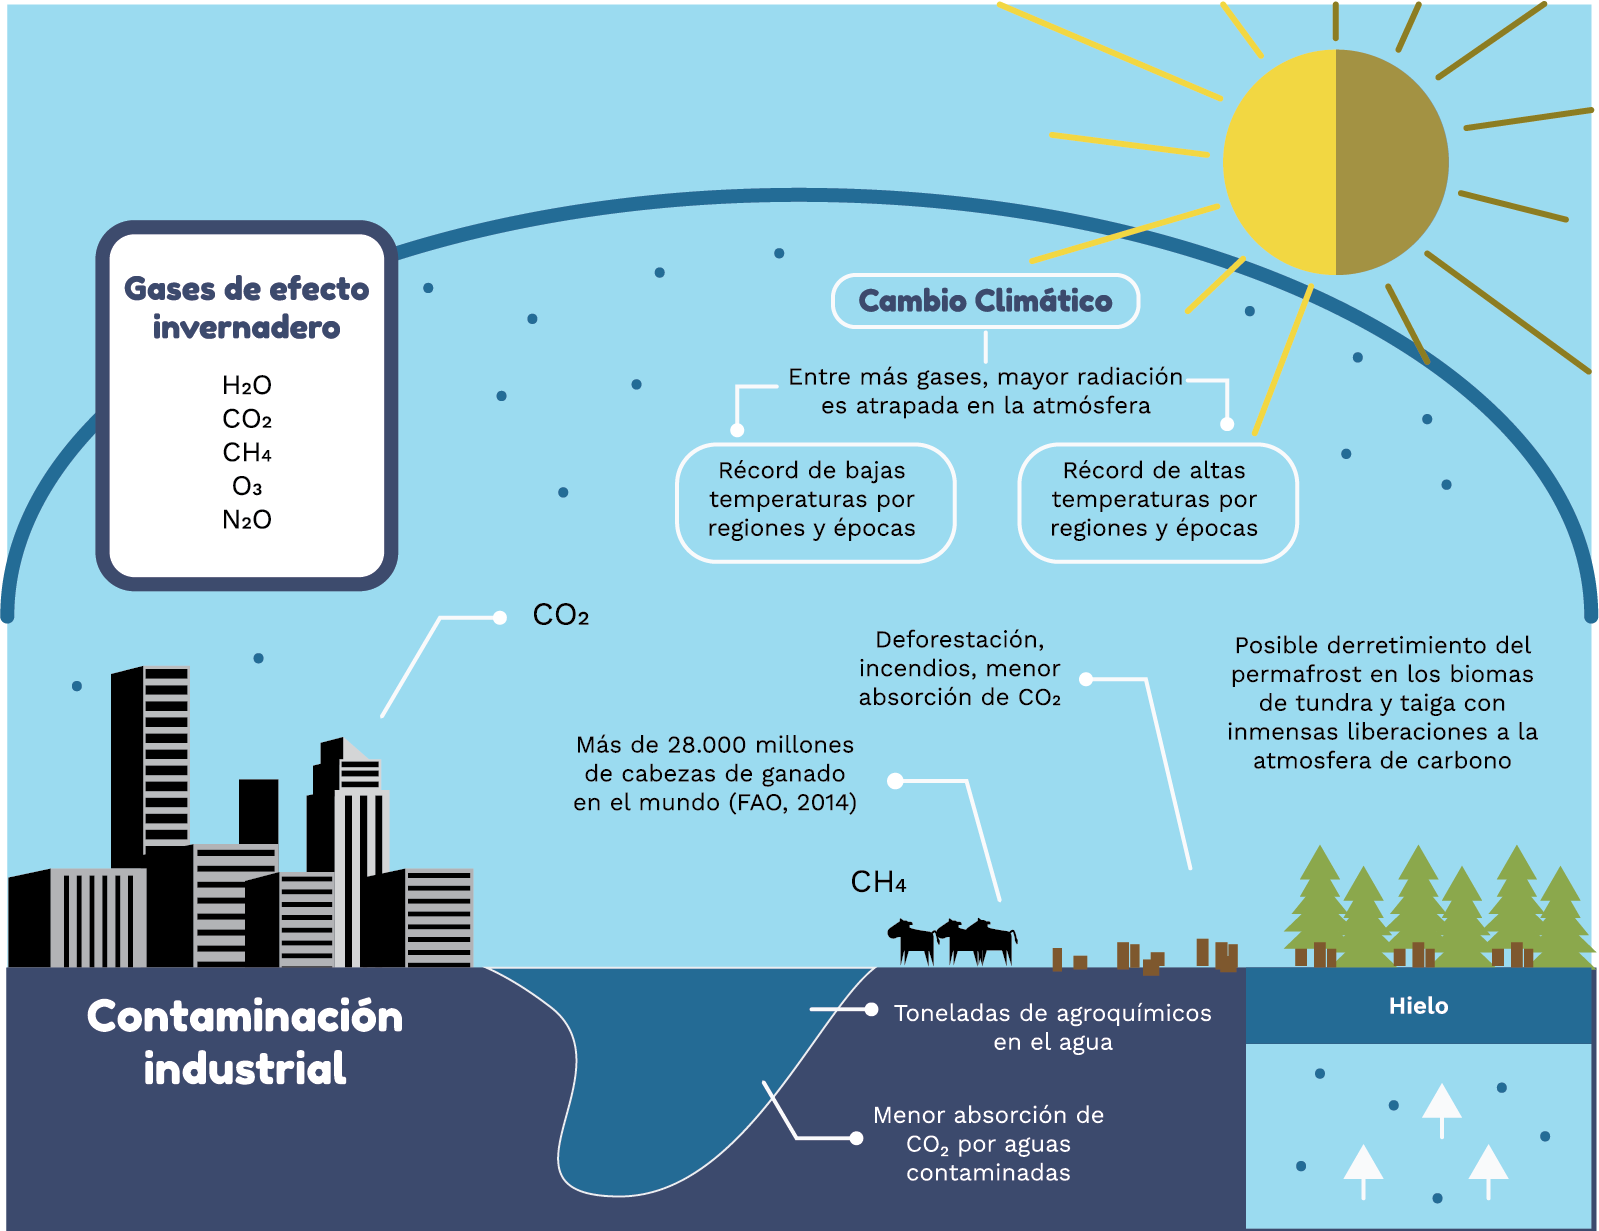 Gases de efecto
invernadero
H₂O
CO₂
CH₄
O₃
N₂O
Cambio Climático
Entre más gases, mayor radiación
es atrapada en la atmósfera
Récord de bajas
temperaturas por
regiones y épocas
Récord de altas
temperaturas por
regiones y épocas
CO₂
Deforestación,
incendios, menor
absorción de CO₂
Posible derretimiento del
permafrost en los biomas
de tundra y taiga con
inmensas liberaciones a la
atmosfera de carbono
Más de 28.000 millones
de cabezas de ganado
en el mundo (FAO, 2014)
CH₄
Contaminación
industrial
Toneladas de agroquímicos
en el agua
Menor absorción de
CO₂ por aguas
contaminadas
Hielo